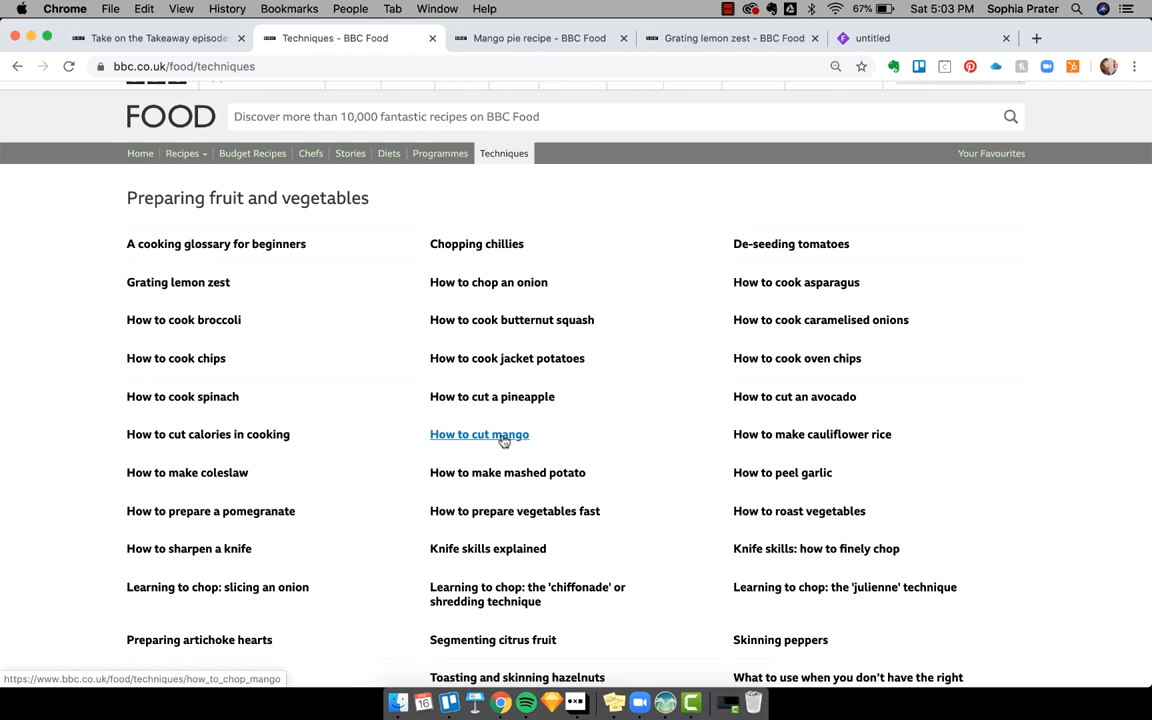 Chrome File Edit View History Bookmarks People Tab Window Help 67% Sat 5:03 PM Sophia Prater
Take on the Takeaway episode: Techniques - BBC Food Mango pie recipe - BBC Food Grating lemon zest - BBC Food untitled
bbc.co.uk/food/techniques
FOOD Discover more than 10,000 fantastic recipes on BBC Food
Home Recipes Budget Recipes Chefs Stories Diets Programmes Techniques Your Favourites
Preparing fruit and vegetables
A cooking glossary for beginners Chopping chillies De-seeding tomatoes
Grating lemon zest How to chop an onion How to cook asparagus
How to cook broccoli How to cook butternut squash How to cook caramelised onions
How to cook chips How to cook jacket potatoes How to cook oven chips
How to cook spinach How to cut a pineapple How to cut an avocado
How to cut calories in cooking How to cut mango How to make cauliflower rice
How to make coleslaw How to make mashed potato How to peel garlic
How to prepare a pomegranate How to prepare vegetables fast How to roast vegetables
How to sharpen a knife Knife skills explained Knife skills: how to finely chop
Learning to chop: slicing an onion Learning to chop: the 'chiffonade' or Learning to chop: the 'julienne' technique
shredding technique
Preparing artichoke hearts Segmenting citrus fruit Skinning peppers
Toasting and skinning hazelnuts What to use when you don't have the right
https://www.bbc.co.uk/food/techniques/how_to_chop_mango